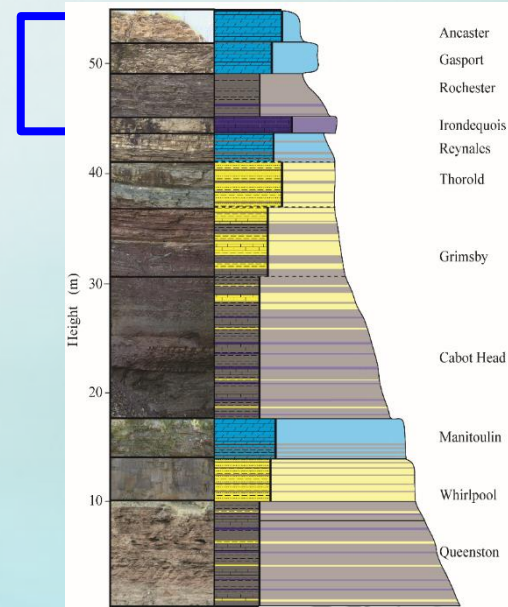 Ancaster
50
Gasport
Rochester
Irondequois
Reynales
40
Thorold
Height (m)
Grimsby
30
Cabot Head
20
Manitoulin
Whirlpool
10
Queenston